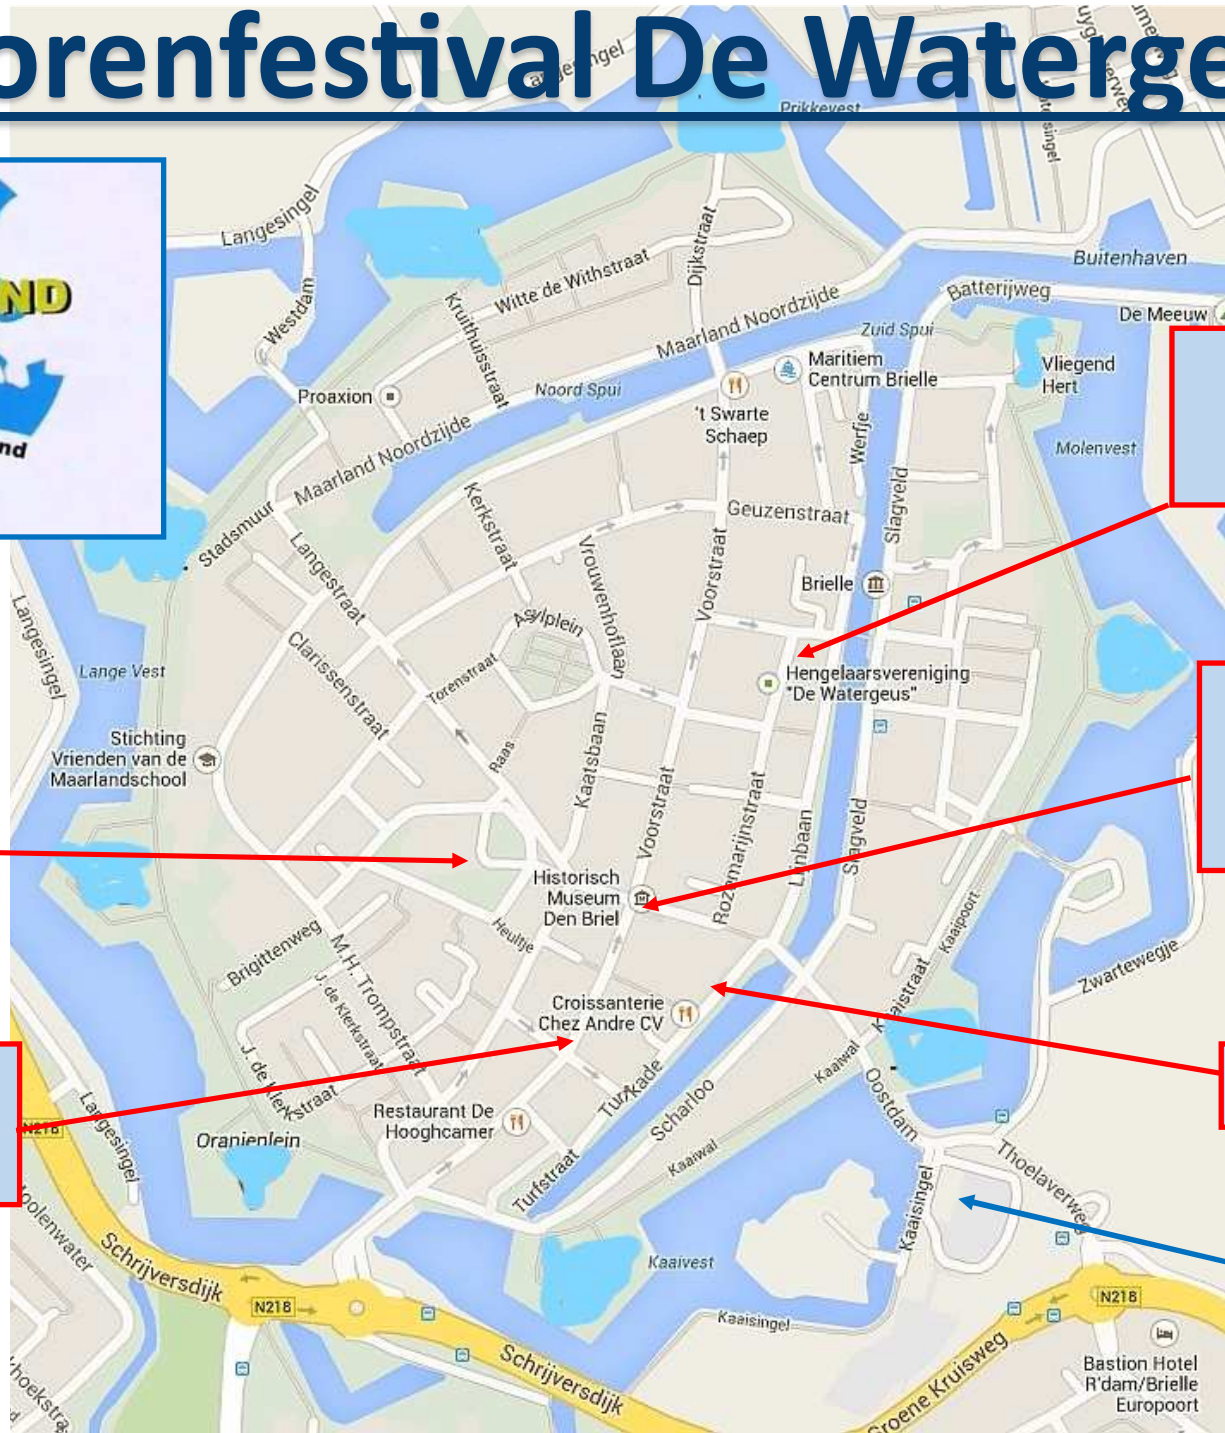 orenfestival De Waterge
Prikkevest
Langesingel
Buitenhaven
Witte de Withstraat
Dijkstraat
ND
Westdam
Kruithuisstraat
Batterijweg
De Meeuw
Maarland Noordzijde
Zuid Spui
Maritiem
Centrum Brielle
Vliegend
Hert
Noord Spui
Proaxion
't Swarte
Schaep
nd
Maarland Noordzijde
Werfje
Molenvest
Kerkstraat
Slagveld
Geuzenstraat
Stadsmuur
Langestraat
Vrouwenhoflaan
Voorstraat
Brielle
Langesingel
Asylplein
Clarissenstraat
Lange Vest
Torenstraat
Hengelaarsvereniging
"De Watergeus"
Stichting
Vrienden van de
Maarlandschool
Raas
Kaatsbaan
Voorstraat
Rozemarijnstraat
Lijnbaan
Slagveld
Historisch
Museum
Den Briel
Heultje
Kaaipoort
Brigittenweg
M.H. Trompstraat
Zwartewegje
J. de Klerkstraat
Kaaistraat
Croissanterie
Chez Andre CV
J. de Klerkstraat
Turfkade
Kaaiwal
Oostdam
Scharloo
Restaurant De
Hooghcamer
N218
Langesingel
Oranjenlein
Kaaiwal
Thoelaverweg
Turfstraat
Kaaisingel
Moolenwater
Schrijversdijk
Kaaivest
N218
N218
Kaaisingel
Schrijversdijk
Groene Kruisweg
Bastion Hotel
R'dam/Brielle
Europoort